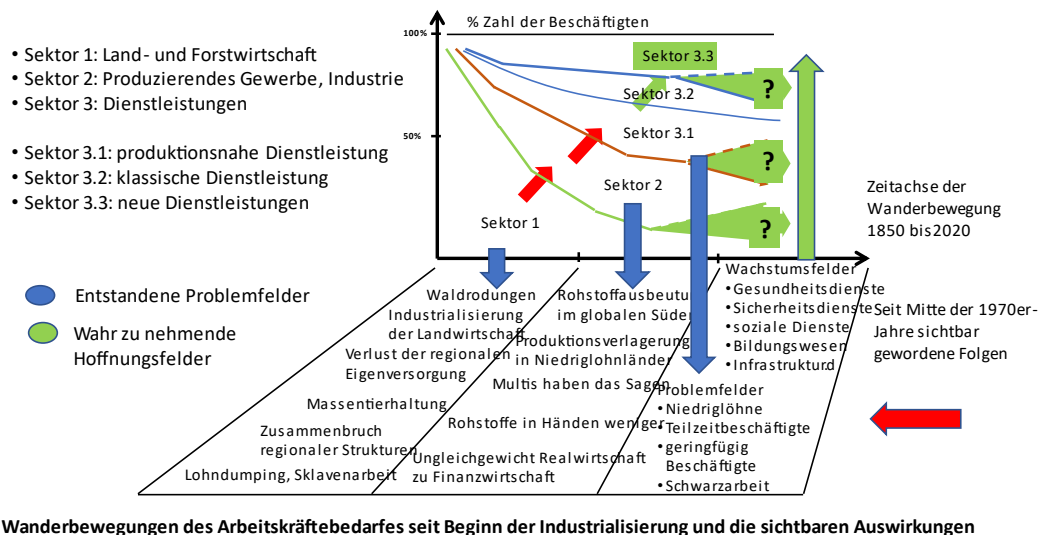 % Zahl der Beschäftigten
100%
50%
• Sektor 1: Land- und Forstwirtschaft
• Sektor 2: Produzierendes Gewerbe, Industrie
• Sektor 3: Dienstleistungen
• Sektor 3.1: produktionsnahe Dienstleistung
• Sektor 3.2: klassische Dienstleistung
• Sektor 3.3: neue Dienstleistungen
Sektor 3.3
Sektor 3.2
Sektor 3.1
Sektor 2
Sektor 1
?
?
?
Zeitachse der
Wanderbewegung
1850 bis 2020
Entstandene Problemfelder
Wahr zu nehmende
Hoffnungsfelder
Waldrodungen
Industrialisierung
der Landwirtschaft
Verlust der regionalen
Eigenversorgung
Massentierhaltung
Zusammenbruch
regionaler Strukturen
Lohndumping, Sklavenarbeit
Rohstoffausbeutu
im globalen Süden
Produktionsverlagerung
in Niedriglohnländer
Multis haben das Sagen
Rohstoffe in Händen weniger
Ungleichgewicht Realwirtschaft
zu Finanzwirtschaft
Wachstumsfelder
•Gesundheitsdienste
•Sicherheitsdienste
•soziale Dienste
•Bildungswesen
•Infrastruktur
Problemfelder
•Niedriglöhne
•Teilzeitbeschäftigte
•geringfügig
Beschäftigte
•Schwarzarbeit
Seit Mitte der 1970er-
Jahre sichtbar
gewordene Folgen
Wanderbewegungen des Arbeitskräftebedarfes seit Beginn der Industrialisierung und die sichtbaren Auswirkungen